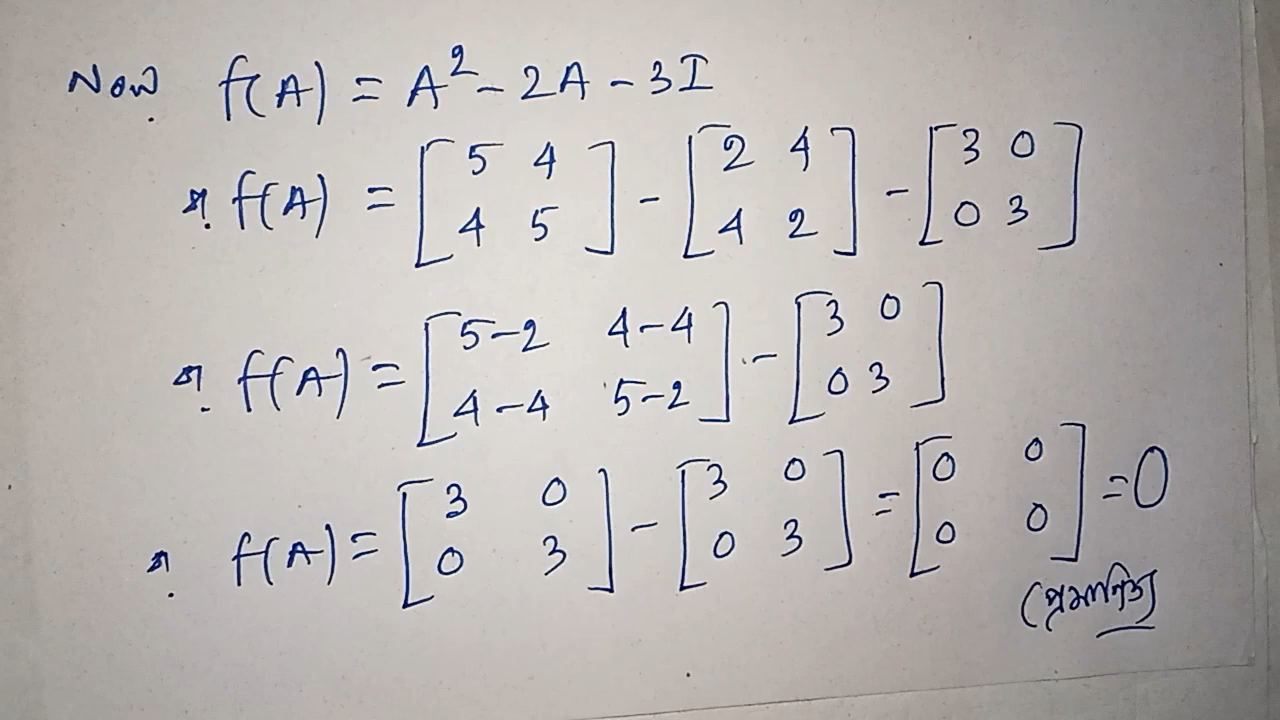 Now. f(A) = A² - 2A - 3I
বা, f(A) = [5 4 4 5] - [2 4 4 2] - [3 0 0 3]
বা, f(A) = [5-2 4-4 4-4 5-2] - [3 0 0 3]
বা, f(A) = [3 0 0 3] - [3 0 0 3] = [0 0 0 0] = 0
(প্রমাণিত)